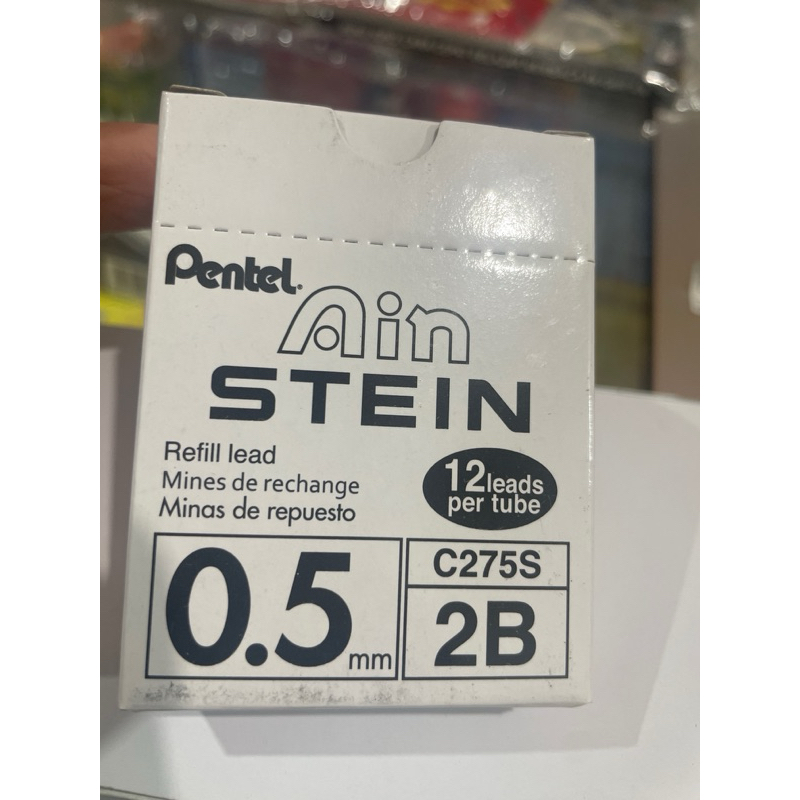 Pentel.
Ain
STEIN
Refill lead
Mines de rechange
Minas de repuesto
12 leads
per tube
0.5 mm
C275S
2B